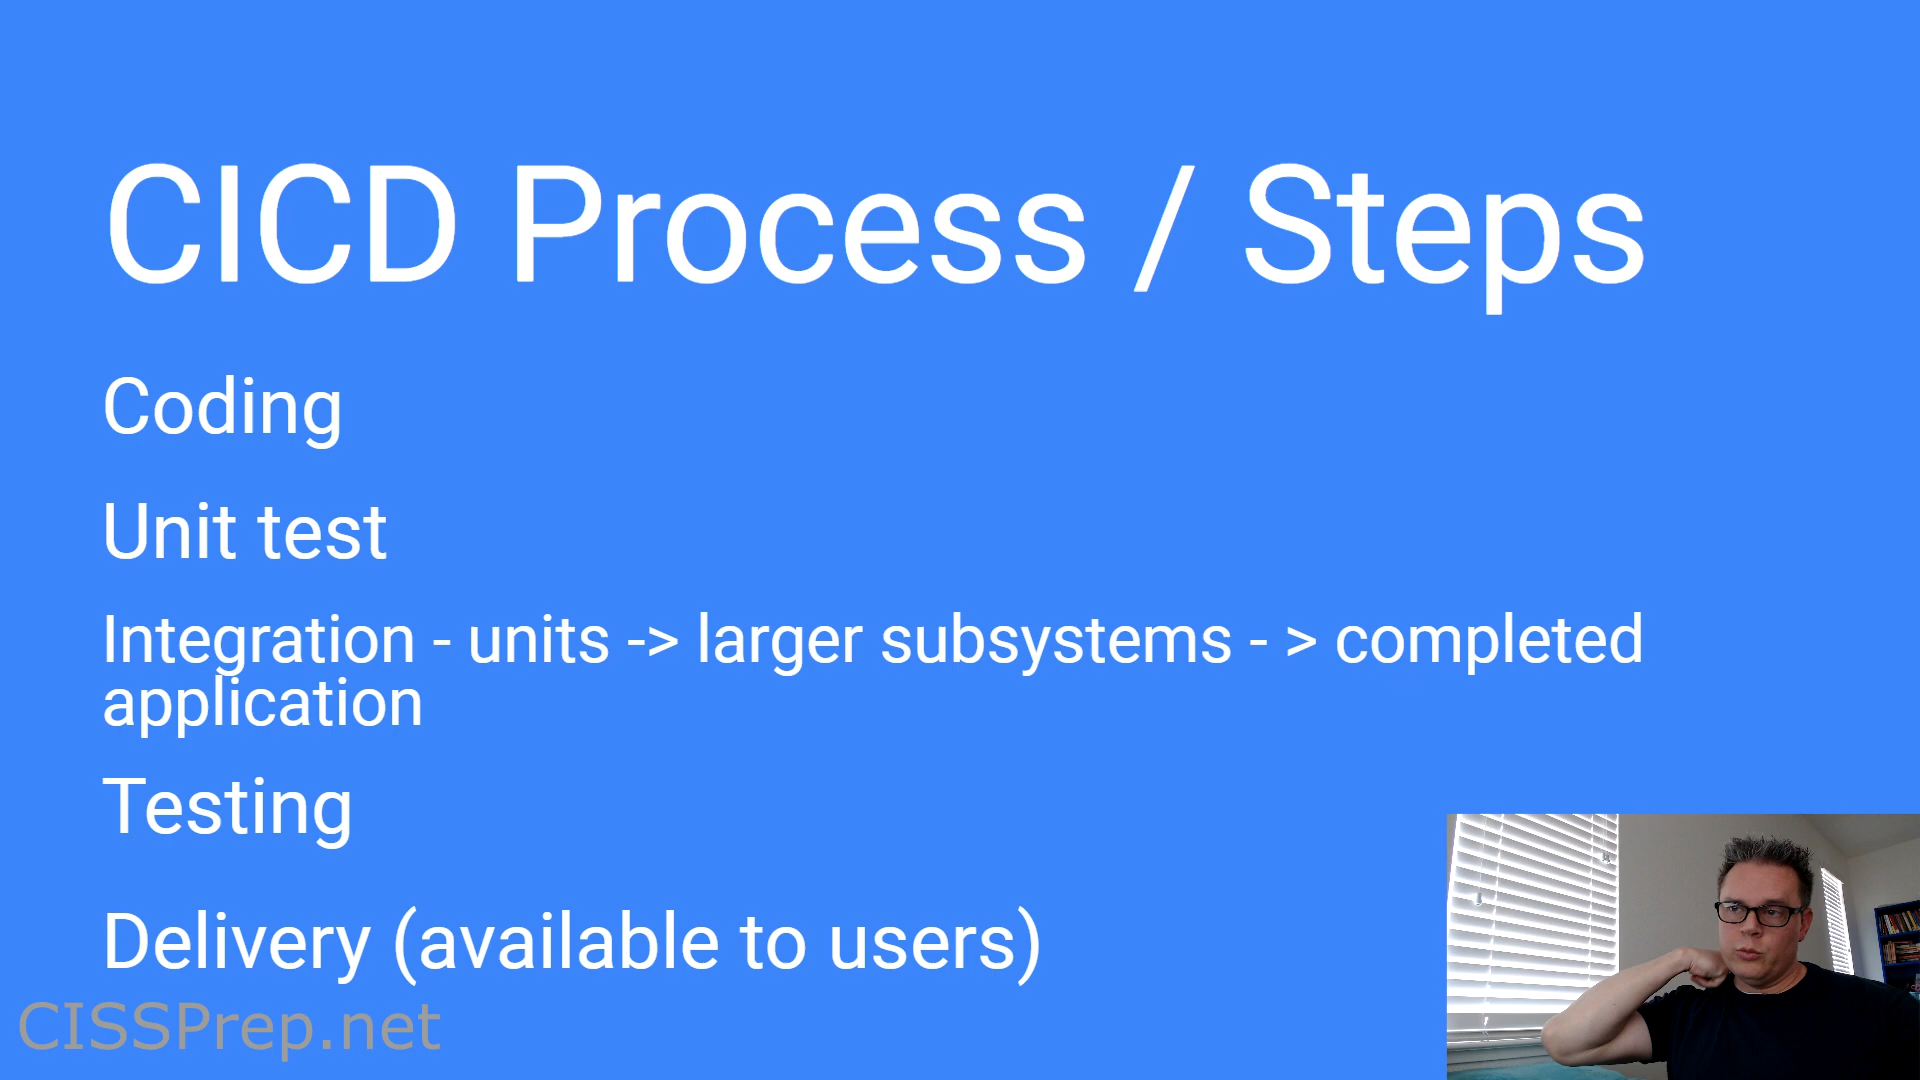 CICD Process / Steps
Coding
Unit test
Integration - units -> larger subsystems - > completed
application
Testing
Delivery (available to users)
CISSPrep.net